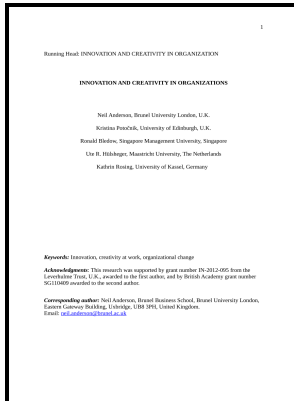 1
Running Head: INNOVATION AND CREATIVITY IN ORGANIZATION
INNOVATION AND CREATIVITY IN ORGANIZATIONS
Neil Anderson, Brunel University London, U.K.
Kristina Potočnik, University of Edinburgh, U.K.
Ronald Bledow, Singapore Management University, Singapore
Ute R. Hülsheger, Maastricht University, The Netherlands
Kathrin Rosing, University of Kassel, Germany
Keywords: Innovation, creativity at work, organizational change
Acknowledgments: This research was supported by grant number IN-2012-095 from the
Leverhulme Trust, U.K., awarded to the first author, and by British Academy grant number
SG110409 awarded to the second author.
Corresponding author: Neil Anderson, Brunel Business School, Brunel University London,
Eastern Gateway Building, Uxbridge, UB8 3PH, United Kingdom.
Email: neil.anderson@brunel.ac.uk